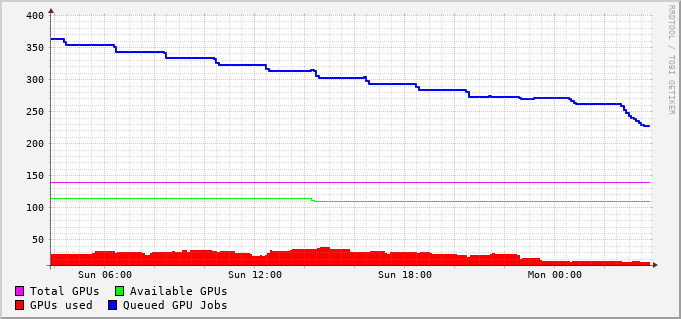 400
350
300
250
200
150
100
50
Sun 06:00 Sun 12:00 Sun 18:00 Mon 00:00
Total GPUs Available GPUs
GPUs used Queued GPU Jobs
RRDTOOL / TOBI OETIKER